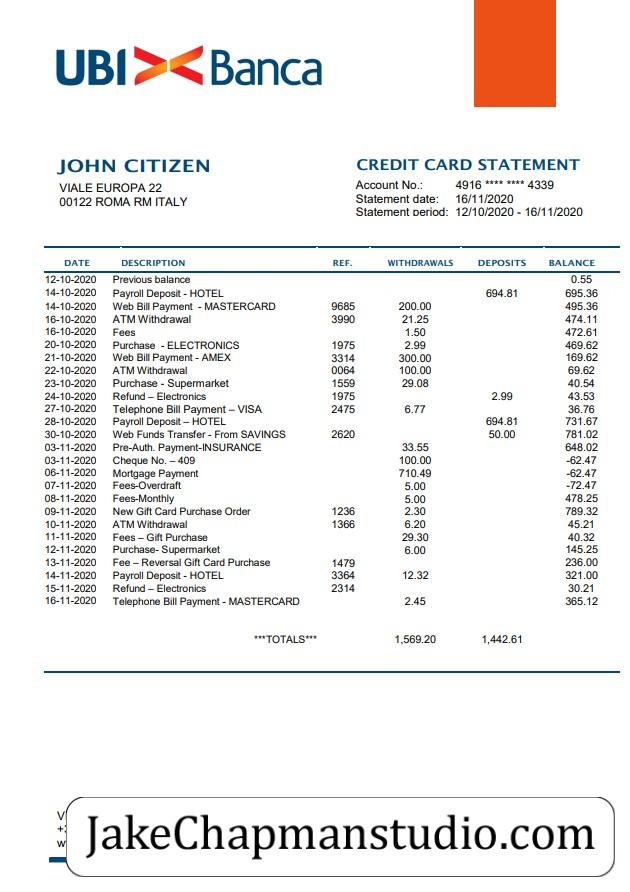 UBI Banca
JOHN CITIZEN
VIALE EUROPA 22
00122 ROMA RM ITALY
CREDIT CARD STATEMENT
Account No.: 4916 **** **** 4339
Statement date: 16/11/2020
Statement period: 12/10/2020 - 16/11/2020
DATE DESCRIPTION REF. WITHDRAWALS DEPOSITS BALANCE
12-10-2020 Previous balance 0.55
14-10-2020 Payroll Deposit - HOTEL 694.81 695.36
14-10-2020 Web Bill Payment - MASTERCARD 9685 200.00 495.36
16-10-2020 ATM Withdrawal 3990 21.25 474.11
16-10-2020 Fees 1.50 472.61
20-10-2020 Purchase - ELECTRONICS 1975 2.99 469.62
21-10-2020 Web Bill Payment - AMEX 3314 300.00 169.62
22-10-2020 ATM Withdrawal 0064 100.00 69.62
23-10-2020 Purchase - Supermarket 1559 29.08 40.54
24-10-2020 Refund – Electronics 1975 2.99 43.53
27-10-2020 Telephone Bill Payment – VISA 2475 6.77 36.76
28-10-2020 Payroll Deposit – HOTEL 694.81 731.67
30-10-2020 Web Funds Transfer - From SAVINGS 2620 50.00 781.02
03-11-2020 Pre-Auth. Payment-INSURANCE 33.55 648.02
03-11-2020 Cheque No. – 409 100.00 -62.47
06-11-2020 Mortgage Payment 710.49 -62.47
07-11-2020 Fees-Overdraft 5.00 -72.47
08-11-2020 Fees-Monthly 5.00 478.25
09-11-2020 New Gift Card Purchase Order 1236 2.30 789.32
10-11-2020 ATM Withdrawal 1366 6.20 45.21
11-11-2020 Fees – Gift Purchase 29.30 40.32
12-11-2020 Purchase- Supermarket 6.00 145.25
13-11-2020 Fee – Reversal Gift Card Purchase 1479 236.00
14-11-2020 Payroll Deposit - HOTEL 3364 12.32 321.00
15-11-2020 Refund – Electronics 2314 30.21
16-11-2020 Telephone Bill Payment - MASTERCARD 2.45 365.12
***TOTALS*** 1,569.20 1,442.61
JakeChapmanstudio.com